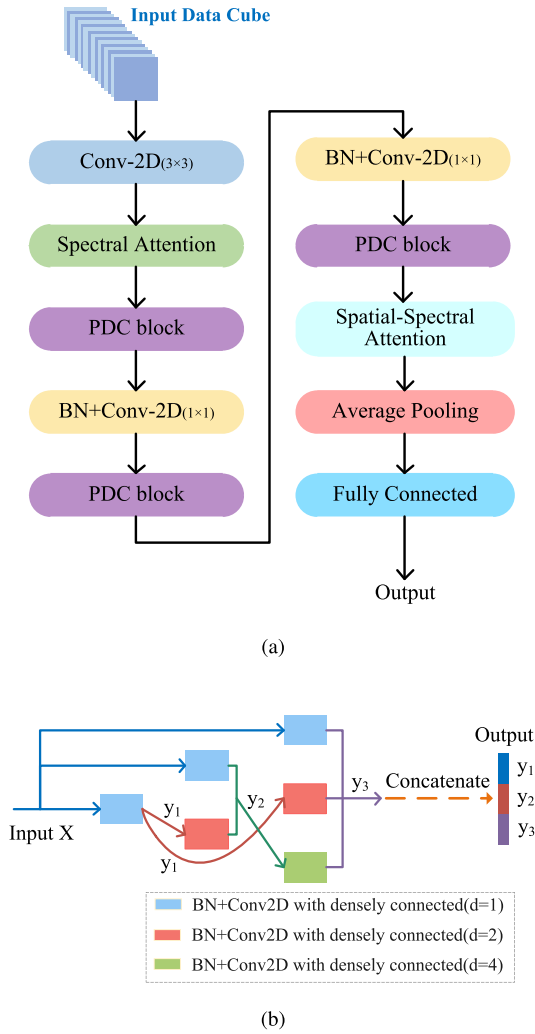 Input Data Cube
Conv-2D(3×3)
Spectral Attention
PDC block
BN+Conv-2D(1×1)
PDC block
BN+Conv-2D(1×1)
PDC block
Spatial-Spectral
Attention
Average Pooling
Fully Connected
Output
(a)
Input X
y₁
y₁
y₂
y₃
Concatenate
Output
y₁
y₂
y₃
BN+Conv2D with densely connected(d=1)
BN+Conv2D with densely connected(d=2)
BN+Conv2D with densely connected(d=4)
(b)